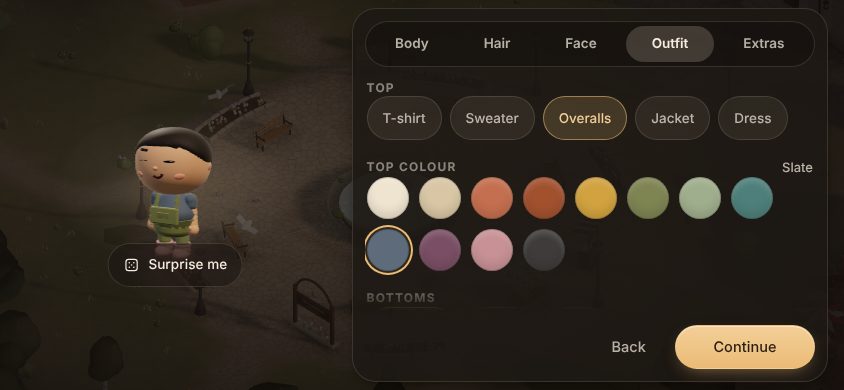 Body Hair Face Outfit Extras
TOP
T-shirt Sweater Overalls Jacket Dress
TOP COLOUR Slate
Surprise me
BOTTOMS
Back Continue